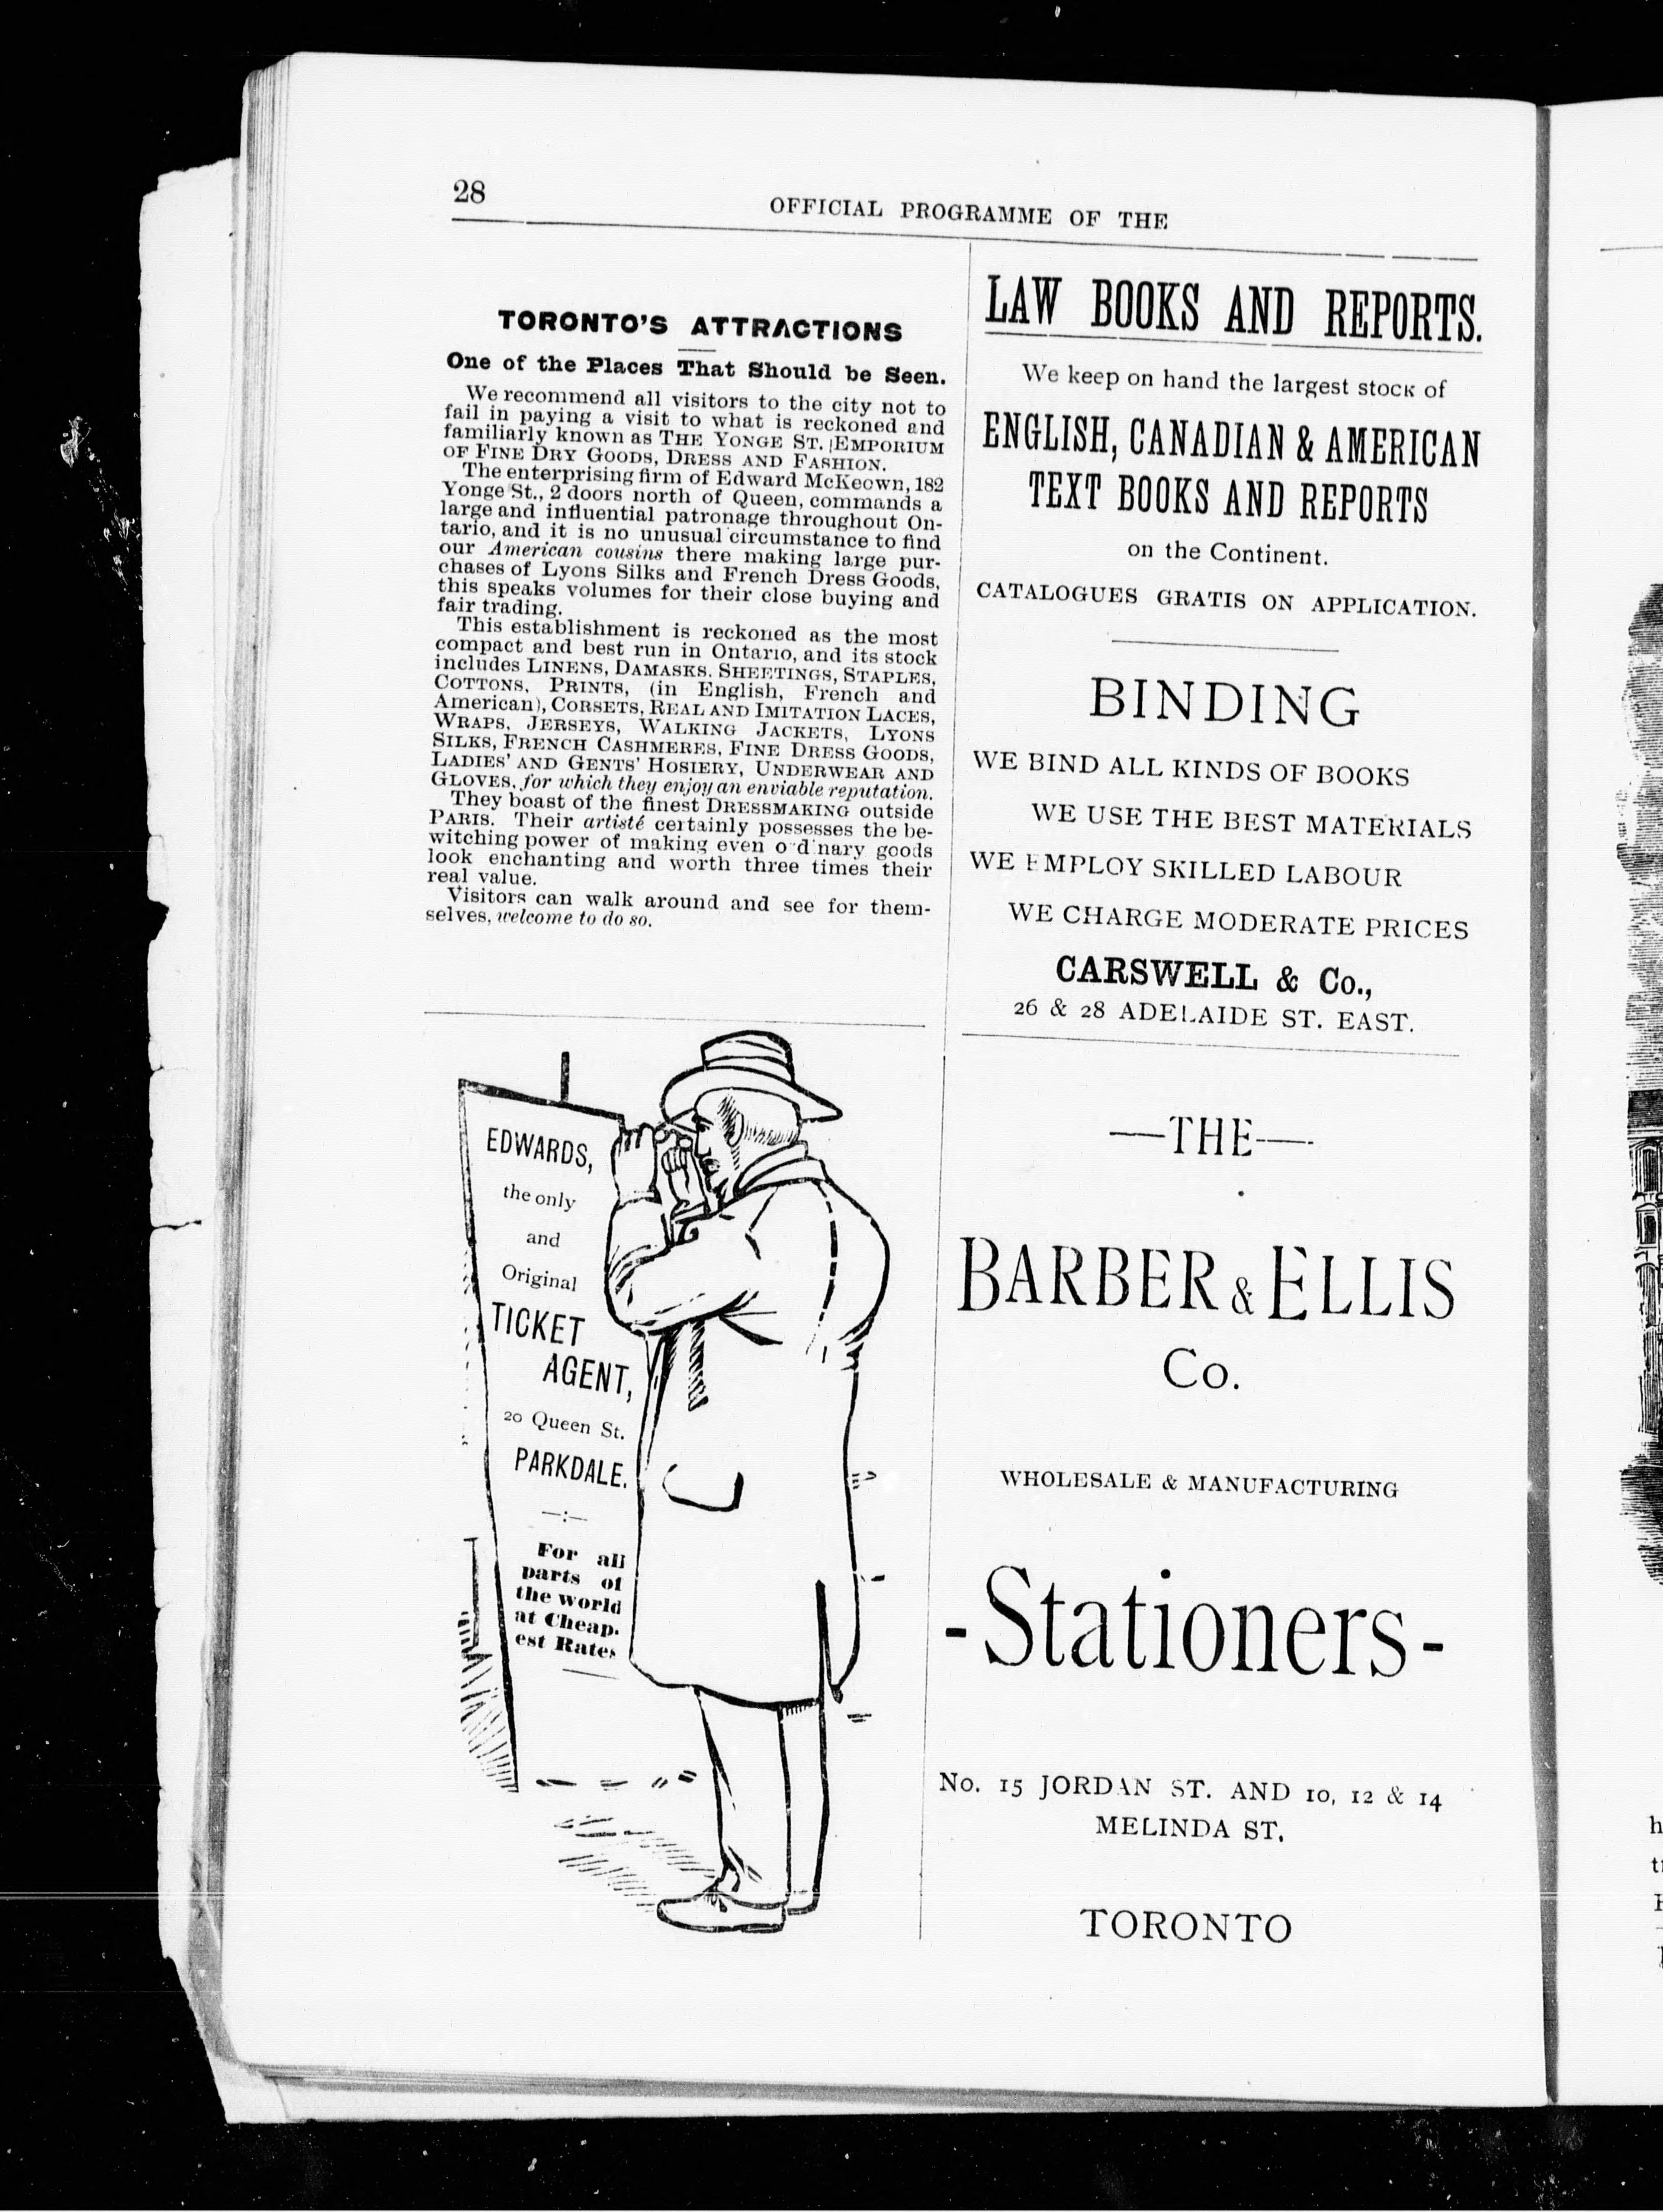 28
OFFICIAL PROGRAMME OF THE
TORONTO'S ATTRACTIONS
One of the Places That Should be Seen.
We recommend all visitors to the city not to
fail in paying a visit to what is reckoned and
familiarly known as THE YONGE ST. EMPORIUM
OF FINE DRY GOODS, DRESS AND FASHION.
The enterprising firm of Edward McKeown, 182
Yonge St., 2 doors north of Queen, commands a
large and influential patronage throughout On-
tario, and it is no unusual circumstance to find
our American cousins there making large pur-
chases of Lyons Silks and French Dress Goods,
this speaks volumes for their close buying and
fair trading.
This establishment is reckoned as the most
compact and best run in Ontario, and its stock
includes LINENS, DAMASKS. SHEETINGS, STAPLES,
COTTONS, PRINTS, (in English, French and
American), CORSETS, REAL AND IMITATION LACES,
WRAPS, JERSEYS, WALKING JACKETS, LYONS
SILKS, FRENCH CASHMERES, FINE DRESS GOODS,
LADIES' AND GENTS' HOSIERY, UNDERWEAR AND
GLOVES, for which they enjoy an enviable reputation.
They boast of the finest DRESSMAKING outside
PARIS. Their artisté certainly possesses the be-
witching power of making even o d nary goods
look enchanting and worth three times their
real value.
Visitors can walk around and see for them-
selves, welcome to do so.
EDWARDS,
the only
and
Original
TICKET
AGENT,
20 Queen St.
PARKDALE.
—:—
For all
parts of
the world
at Cheap-
est Rates
LAW BOOKS AND REPORTS.
We keep on hand the largest stock of
ENGLISH, CANADIAN & AMERICAN
TEXT BOOKS AND REPORTS
on the Continent.
CATALOGUES GRATIS ON APPLICATION.
BINDING
WE BIND ALL KINDS OF BOOKS
WE USE THE BEST MATERIALS
WE EMPLOY SKILLED LABOUR
WE CHARGE MODERATE PRICES
CARSWELL & Co.,
26 & 28 ADELAIDE ST. EAST.
—THE—
BARBER & ELLIS
Co.
WHOLESALE & MANUFACTURING
-Stationers-
No. 15 JORDAN ST. AND 10, 12 & 14
MELINDA ST.
TORONTO